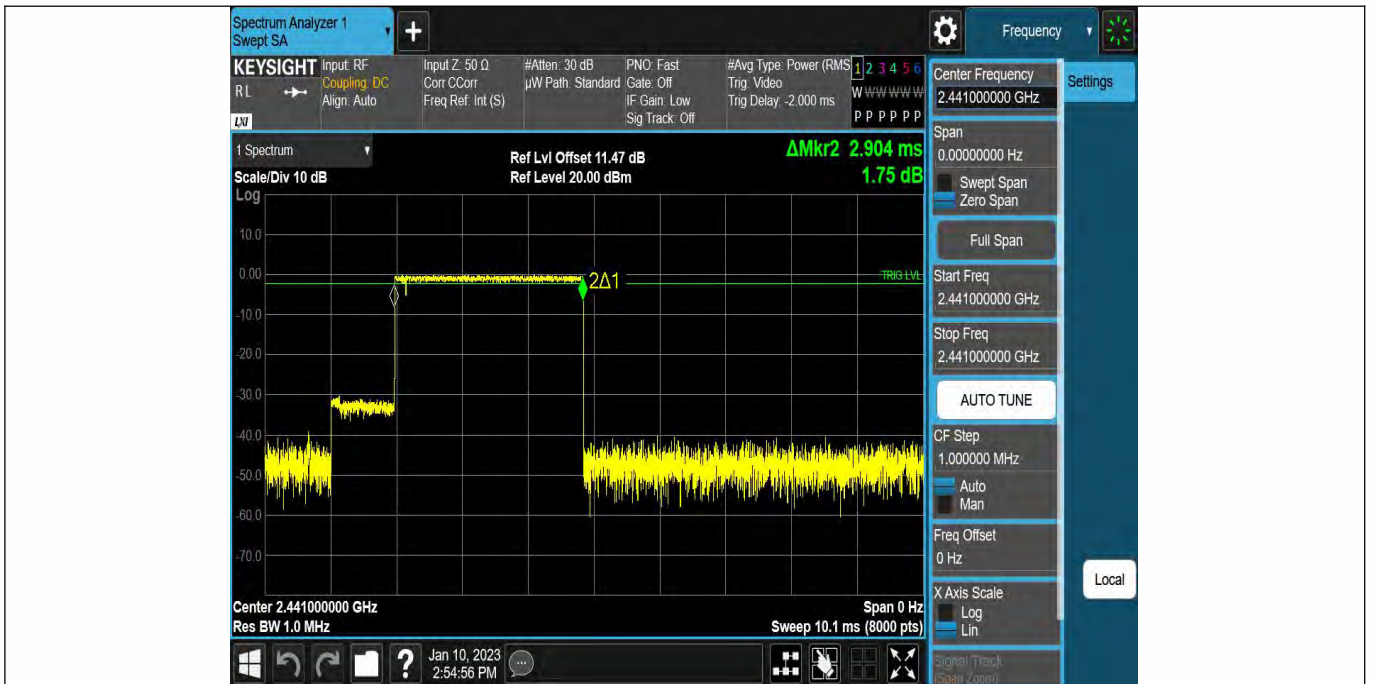 Spectrum Analyzer 1
Swept SA
+
Frequency
KEYSIGHT
R L
LXI
Input: RF
Coupling: DC
Align: Auto
Input Z: 50 Ω
Corr CCorr
Freq Ref: Int (S)
#Atten: 30 dB
µW Path: Standard
PNO: Fast
Gate: Off
IF Gain: Low
Sig Track: Off
#Avg Type: Power (RMS
Trig: Video
Trig Delay: -2.000 ms
1 2 3 4 5 6
W W W W W W
P P P P P P
1 Spectrum
Scale/Div 10 dB
Log
Ref Lvl Offset 11.47 dB
Ref Level 20.00 dBm
ΔMkr2 2.904 ms
1.75 dB
10.0
0.00
-10.0
-20.0
-30.0
-40.0
-50.0
-60.0
-70.0
2Δ1
TRIG LVL
Center 2.441000000 GHz
Res BW 1.0 MHz
Span 0 Hz
Sweep 10.1 ms (8000 pts)
Center Frequency
2.441000000 GHz
Settings
Span
0.00000000 Hz
Swept Span
Zero Span
Full Span
Start Freq
2.441000000 GHz
Stop Freq
2.441000000 GHz
AUTO TUNE
CF Step
1.000000 MHz
Auto
Man
Freq Offset
0 Hz
X Axis Scale
Log
Lin
Signal Track
(Span Zoom)
Local
?
Jan 10, 2023
2:54:56 PM